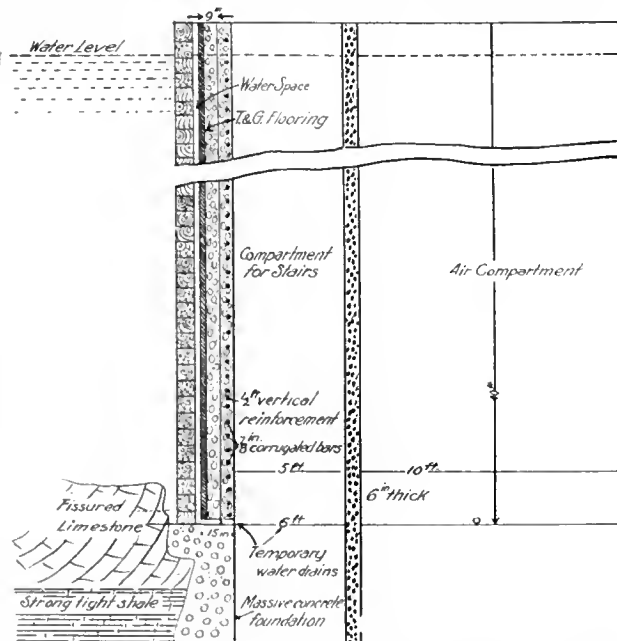 9"
Water Level
Water Space
T.&G. Flooring
Compartment
for Stairs
Air Compartment
½ ft vertical
reinforcement
⅞ in. corrugated bars
5 ft.
10 ft.
6 in thick
Fissured
Limestone
6 ft
15 in
Temporary
water drains
Strong tight shale
Massive concrete
foundation